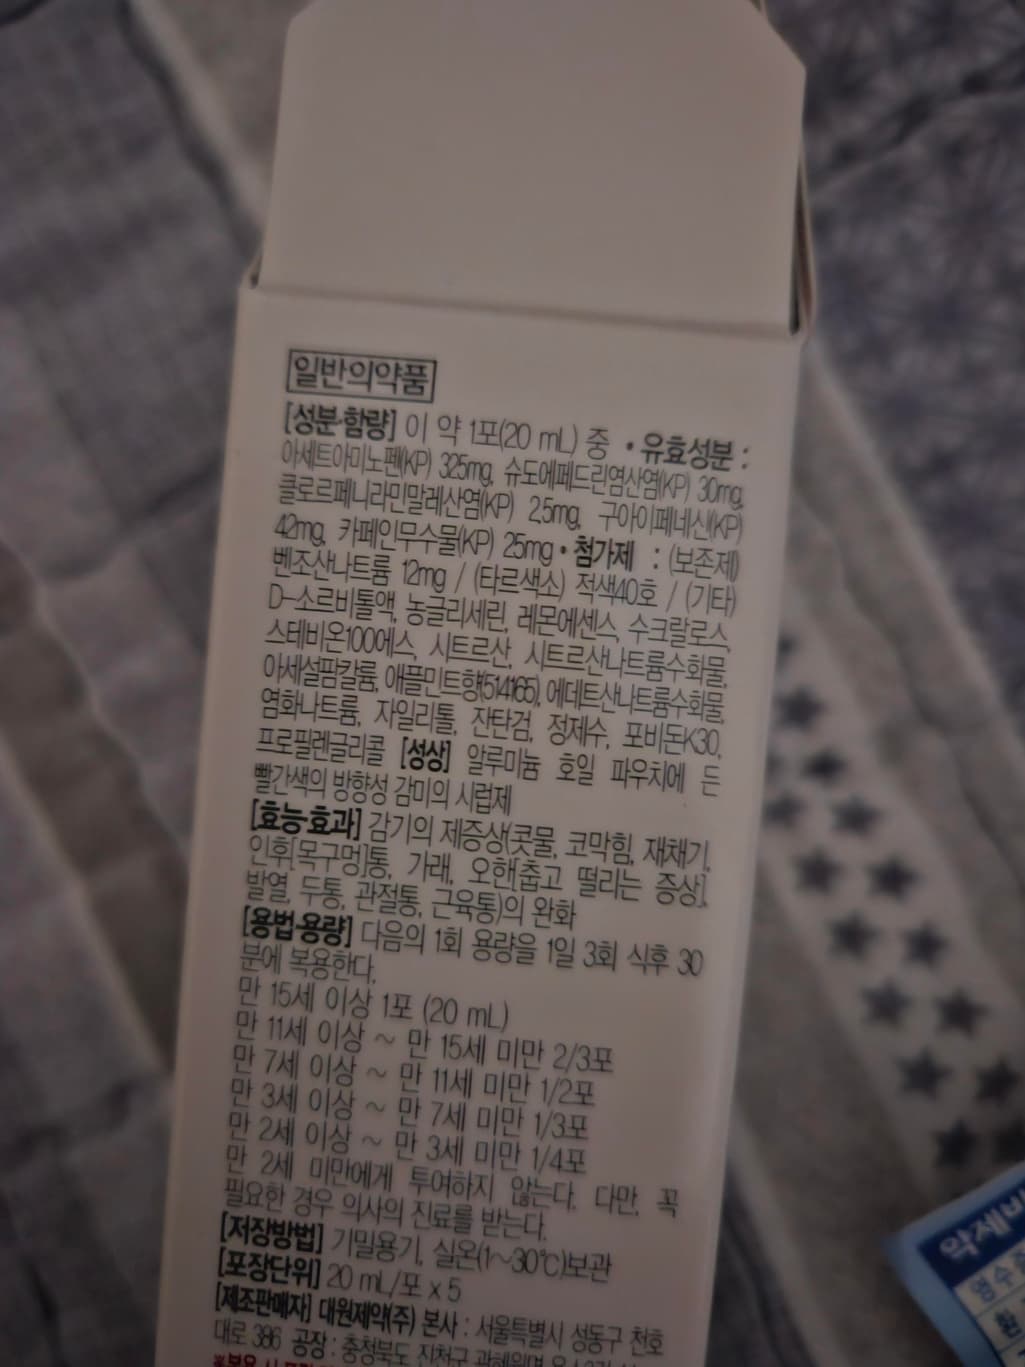 일반의약품
[성분·함량] 이 약 1포(20 mL) 중 • 유효성분 :
아세트아미노펜(KP) 325mg, 슈도에페드린염산염(KP) 30mg,
클로르페니라민말레산염(KP) 2.5mg, 구아이페네신(KP)
42mg, 카페인무수물(KP) 25mg • 첨가제 : (보존제)
벤조산나트륨 12mg / (타르색소) 적색40호 / (기타)
D-소르비톨액, 농글리세린, 레몬에센스, 수크랄로스,
스테비온100에스, 시트르산, 시트르산나트륨수화물,
아세설팜칼륨, 애플민트향(514165), 에데트산나트륨수화물,
염화나트륨, 자일리톨, 잔탄검, 정제수, 포비돈K30,
프로필렌글리콜 [성상] 알루미늄 호일 파우치에 든
빨간색의 방향성 감미의 시럽제
[효능·효과] 감기의 제증상(콧물, 코막힘, 재채기,
인후[목구멍]통, 가래, 오한[춥고 떨리는 증상],
발열, 두통, 관절통, 근육통)의 완화
[용법·용량] 다음의 1회 용량을 1일 3회 식후 30
분에 복용한다.
만 15세 이상 1포 (20 mL)
만 11세 이상 ~ 만 15세 미만 2/3포
만 7세 이상 ~ 만 11세 미만 1/2포
만 3세 이상 ~ 만 7세 미만 1/3포
만 2세 이상 ~ 만 3세 미만 1/4포
만 2세 미만에게 투여하지 않는다. 다만, 꼭
필요한 경우 의사의 진료를 받는다.
[저장방법] 기밀용기, 실온(1~30℃)보관
[포장단위] 20 mL/포 x 5
[제조판매자] 대원제약(주) 본사 : 서울특별시 성동구 천호
대로 386 공장 : 충청북도 진천군
약제비
영수증